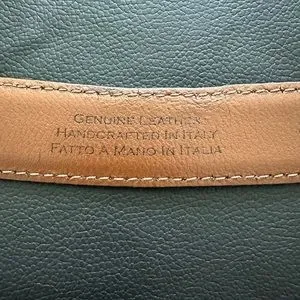 GENUINE LEATHER
HANDCRAFTED IN ITALY
FATTO A MANO IN ITALIA